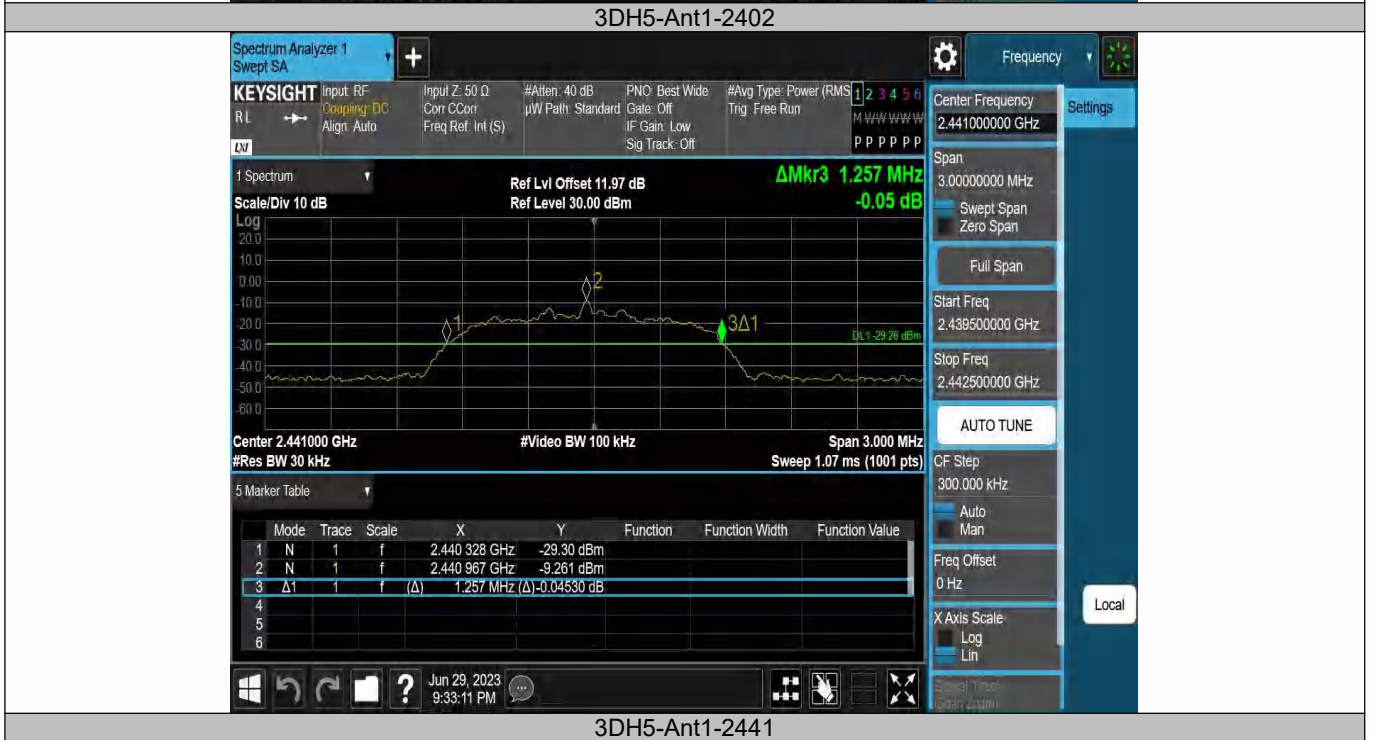 3DH5-Ant1-2402
Spectrum Analyzer 1
Swept SA
Frequency
KEYSIGHT
R L
LXI
Input: RF
Coupling: DC
Align: Auto
Input Z: 50 Ω
Corr CCorr
Freq Ref: Int (S)
#Atten: 40 dB
µW Path: Standard
PNO: Best Wide
Gate: Off
IF Gain: Low
Sig Track: Off
#Avg Type: Power (RMS
Trig: Free Run
1 2 3 4 5 6
M W W W W W
P P P P P P
Center Frequency
2.441000000 GHz
Settings
1 Spectrum
Scale/Div 10 dB
Ref Lvl Offset 11.97 dB
Ref Level 30.00 dBm
ΔMkr3 1.257 MHz
-0.05 dB
Span
3.00000000 MHz
Swept Span
Zero Span
Full Span
Log
20.0
10.0
0.00
-10.0
-20.0
-30.0
-40.0
-50.0
-60.0
1
2
3Δ1
DL1 -29.26 dBm
Start Freq
2.439500000 GHz
Stop Freq
2.442500000 GHz
AUTO TUNE
Center 2.441000 GHz
#Video BW 100 kHz
Span 3.000 MHz
#Res BW 30 kHz
Sweep 1.07 ms (1001 pts)
CF Step
300.000 kHz
Auto
Man
5 Marker Table
Mode Trace Scale X Y Function Function Width Function Value
1 N 1 f 2.440 328 GHz -29.30 dBm
2 N 1 f 2.440 967 GHz -9.261 dBm
3 Δ1 1 f (Δ) 1.257 MHz (Δ) -0.04530 dB
4
5
6
Freq Offset
0 Hz
Local
X Axis Scale
Log
Lin
Signal Track
(Span Zoom)
?
Jun 29, 2023
9:33:11 PM
3DH5-Ant1-2441